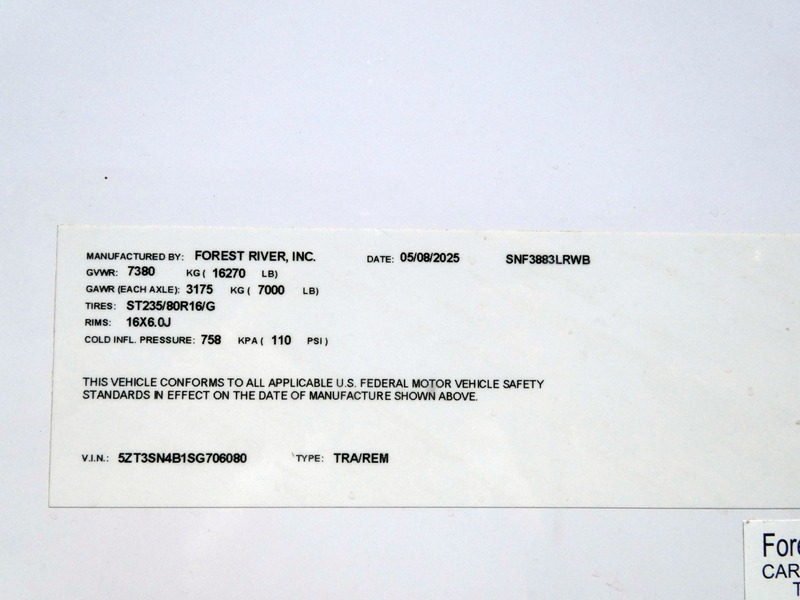 MANUFACTURED BY: FOREST RIVER, INC. DATE: 05/08/2025 SNF3883LRWB
GVWR: 7380 KG ( 16270 LB)
GAWR (EACH AXLE): 3175 KG ( 7000 LB)
TIRES: ST235/80R16/G
RIMS: 16X6.0J
COLD INFL. PRESSURE: 758 KPA ( 110 PSI )
THIS VEHICLE CONFORMS TO ALL APPLICABLE U.S. FEDERAL MOTOR VEHICLE SAFETY
STANDARDS IN EFFECT ON THE DATE OF MANUFACTURE SHOWN ABOVE.
V.I.N.: 5ZT3SN4B1SG706080 TYPE: TRA/REM
Fore
CAR
T